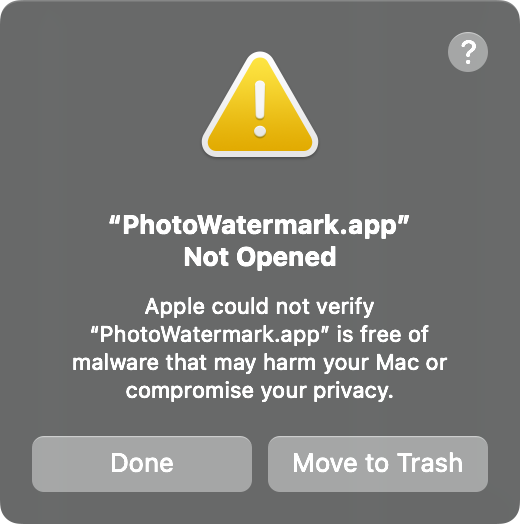 ?
“PhotoWatermark.app”
Not Opened
Apple could not verify
“PhotoWatermark.app” is free of
malware that may harm your Mac or
compromise your privacy.
Done
Move to Trash